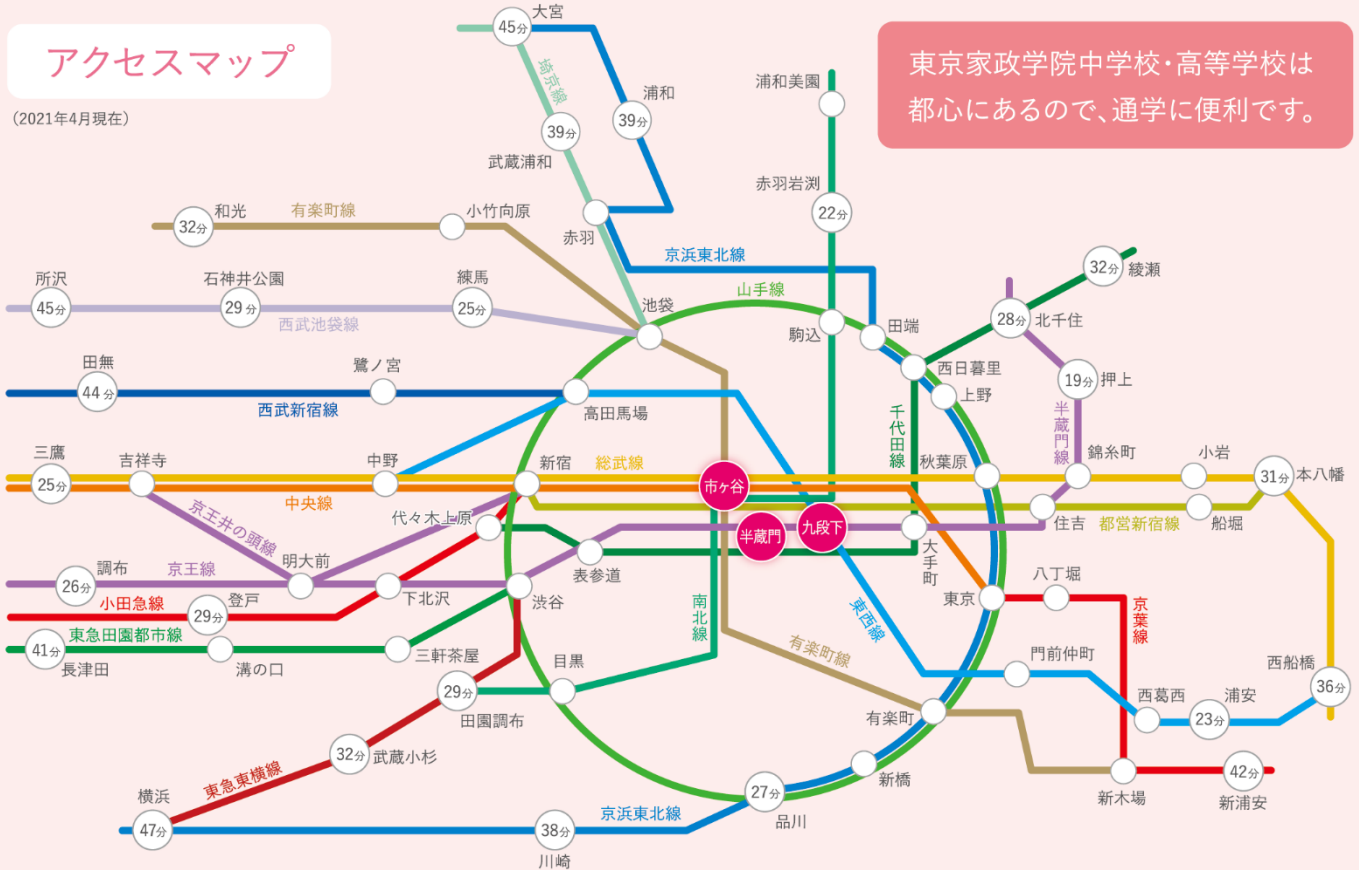 アクセスマップ
(2021年4月現在)
東京家政学院中学校・高等学校は
都心にあるので、通学に便利です。
45分
大宮
埼京線
浦和
39分
39分
武蔵浦和
浦和美園
赤羽岩淵
22分
32分
和光
有楽町線
小竹向原
赤羽
京浜東北線
32分
綾瀬
所沢
45分
石神井公園
29分
西武池袋線
練馬
25分
池袋
山手線
駒込
田端
28分
北千住
西日暮里
上野
19分
押上
田無
44分
西武新宿線
鷺ノ宮
高田馬場
千代田線
半蔵門線
三鷹
25分
吉祥寺
中野
中央線
新宿
総武線
市ヶ谷
秋葉原
錦糸町
小岩
31分
本八幡
京王井の頭線
代々木上原
半蔵門
九段下
大手町
住吉
都営新宿線
船堀
調布
26分
京王線
明大前
下北沢
表参道
渋谷
小田急線
登戸
29分
南北線
東西線
東京
八丁堀
京葉線
東急田園都市線
41分
長津田
溝の口
三軒茶屋
目黒
有楽町線
門前仲町
西船橋
36分
29分
田園調布
有楽町
西葛西
浦安
23分
32分
武蔵小杉
東急東横線
新橋
新木場
42分
新浦安
横浜
47分
38分
川崎
京浜東北線
27分
品川